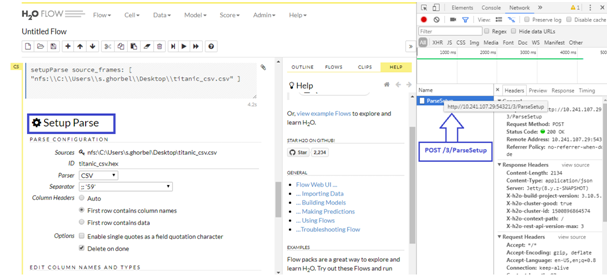 H2O FLOW
Flow
Cell
Data
Model
Score
Admin
Help
Untitled Flow
CS
setupParse source_frames: [
"nfs:\\C:\\Users\\s.ghorbel\\Desktop\\titanic_csv.csv" ]
4.2s
Setup Parse
PARSE CONFIGURATION
Sources nfs:\C:\Users\s.ghorbel\Desktop\titanic_csv.csv
ID titanic_csv.hex
Parser CSV
Separator ;: '59'
Column Headers Auto
First row contains column names
First row contains data
Options Enable single quotes as a field quotation character
Delete on done
EDIT COLUMN NAMES AND TYPES
OUTLINE
FLOWS
CLIPS
HELP
Help
Or, view example Flows to explore and
learn H2O.
STAR H2O ON GITHUB!
Star 2,234
GENERAL
Flow Web UI ...
... Importing Data
... Building Models
... Making Predictions
... Using Flows
...Troubleshooting Flow
EXAMPLES
Flow packs are a great way to explore and
learn H2O. Try out these Flows and run
Elements
Console
Network
1
Preserve log
Disable cache
View:
Filter
Regex
Hide data URLs
All
XHR
JS
CSS
Img
Media
Font
Doc
WS
Manifest
Other
1000 ms
2000 ms
3000 ms
4000 ms
Name
Headers
Preview
Response
Timing
ParseSetup
http://10.241.107.29:54321/3/ParseSetup
POST /3/ParseSetup
Request Method: POST
Status Code: 200 OK
Remote Address: 10.241.107.29:543
Referrer Policy: no-referrer-when-do
de
Response Headers
view source
Content-Length: 2134
Content-Type: application/json
Server: Jetty(8.y.z-SNAPSHOT)
X-h2o-build-project-version: 3.10.5.
X-h2o-cluster-good: true
X-h2o-cluster-id: 1500896864574
X-h2o-context-path: /
X-h2o-rest-api-version-max: 3
Request Headers
view source
Accept: */*
Accept-Encoding: gzip, deflate
Accept-Language: en-US,en;q=0.8
Connection: keep-alive